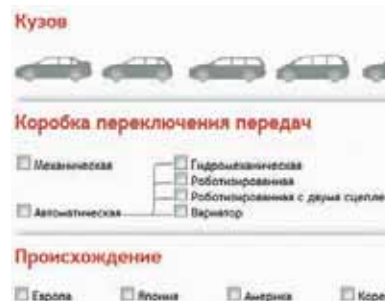 Кузов
Коробка переключения передач
Механическая
Гидромеханическая
Роботизированная
Роботизированная с двумя сцепле
Автоматическая
Вариатор
Происхождение
Европа Япония Америка Коре